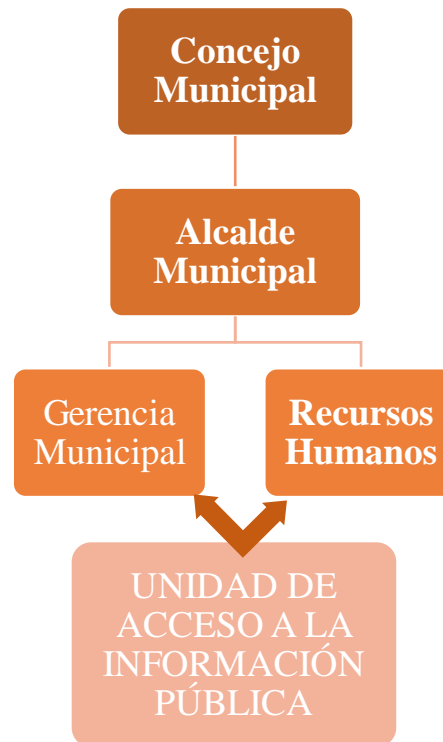 Concejo
Municipal
Alcalde
Municipal
Gerencia
Municipal
Recursos
Humanos
UNIDAD DE
ACCESO A LA
INFORMACIÓN
PÚBLICA